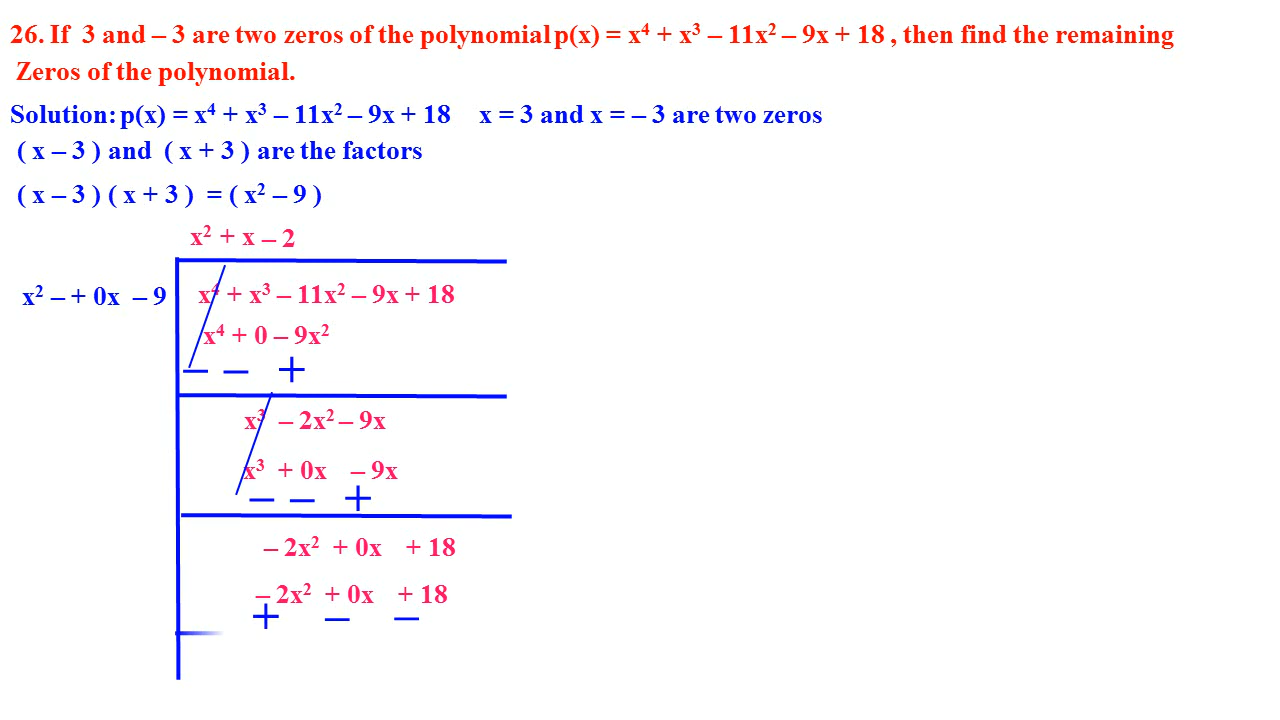 26. If 3 and – 3 are two zeros of the polynomial p(x) = x⁴ + x³ – 11x² – 9x + 18 , then find the remaining
Zeros of the polynomial.
Solution: p(x) = x⁴ + x³ – 11x² – 9x + 18 x = 3 and x = – 3 are two zeros
( x – 3 ) and ( x + 3 ) are the factors
( x – 3 ) ( x + 3 ) = ( x² – 9 )
x² + x – 2
x² – + 0x – 9 x⁴ + x³ – 11x² – 9x + 18
x⁴ + 0 – 9x²
– – +
x³ – 2x² – 9x
x³ + 0x – 9x
– – +
– 2x² + 0x + 18
– 2x² + 0x + 18
+ – –